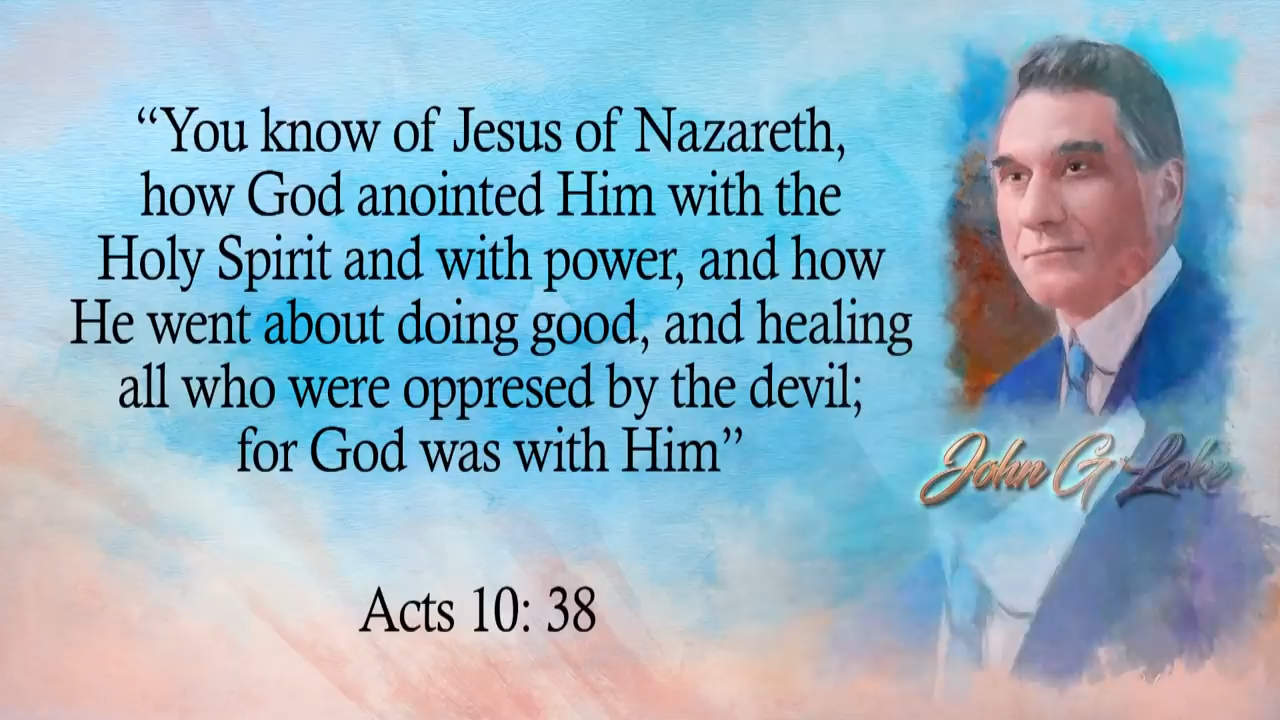 “You know of Jesus of Nazareth,
how God anointed Him with the
Holy Spirit and with power, and how
He went about doing good, and healing
all who were oppresed by the devil;
for God was with Him”
Acts 10: 38
John G Lake